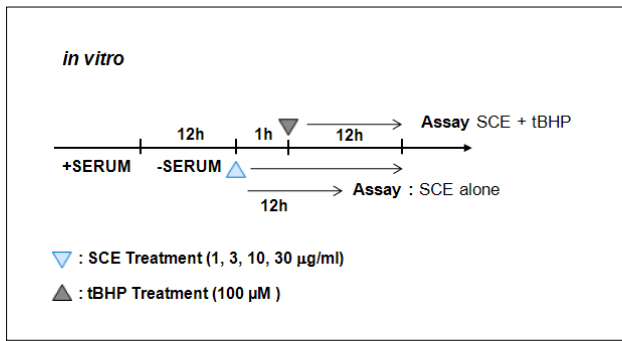 in vitro
12h
1h
12h
Assay SCE + tBHP
+SERUM
-SERUM
12h
Assay : SCE alone
: SCE Treatment (1, 3, 10, 30 μg/ml)
: tBHP Treatment (100 μM )